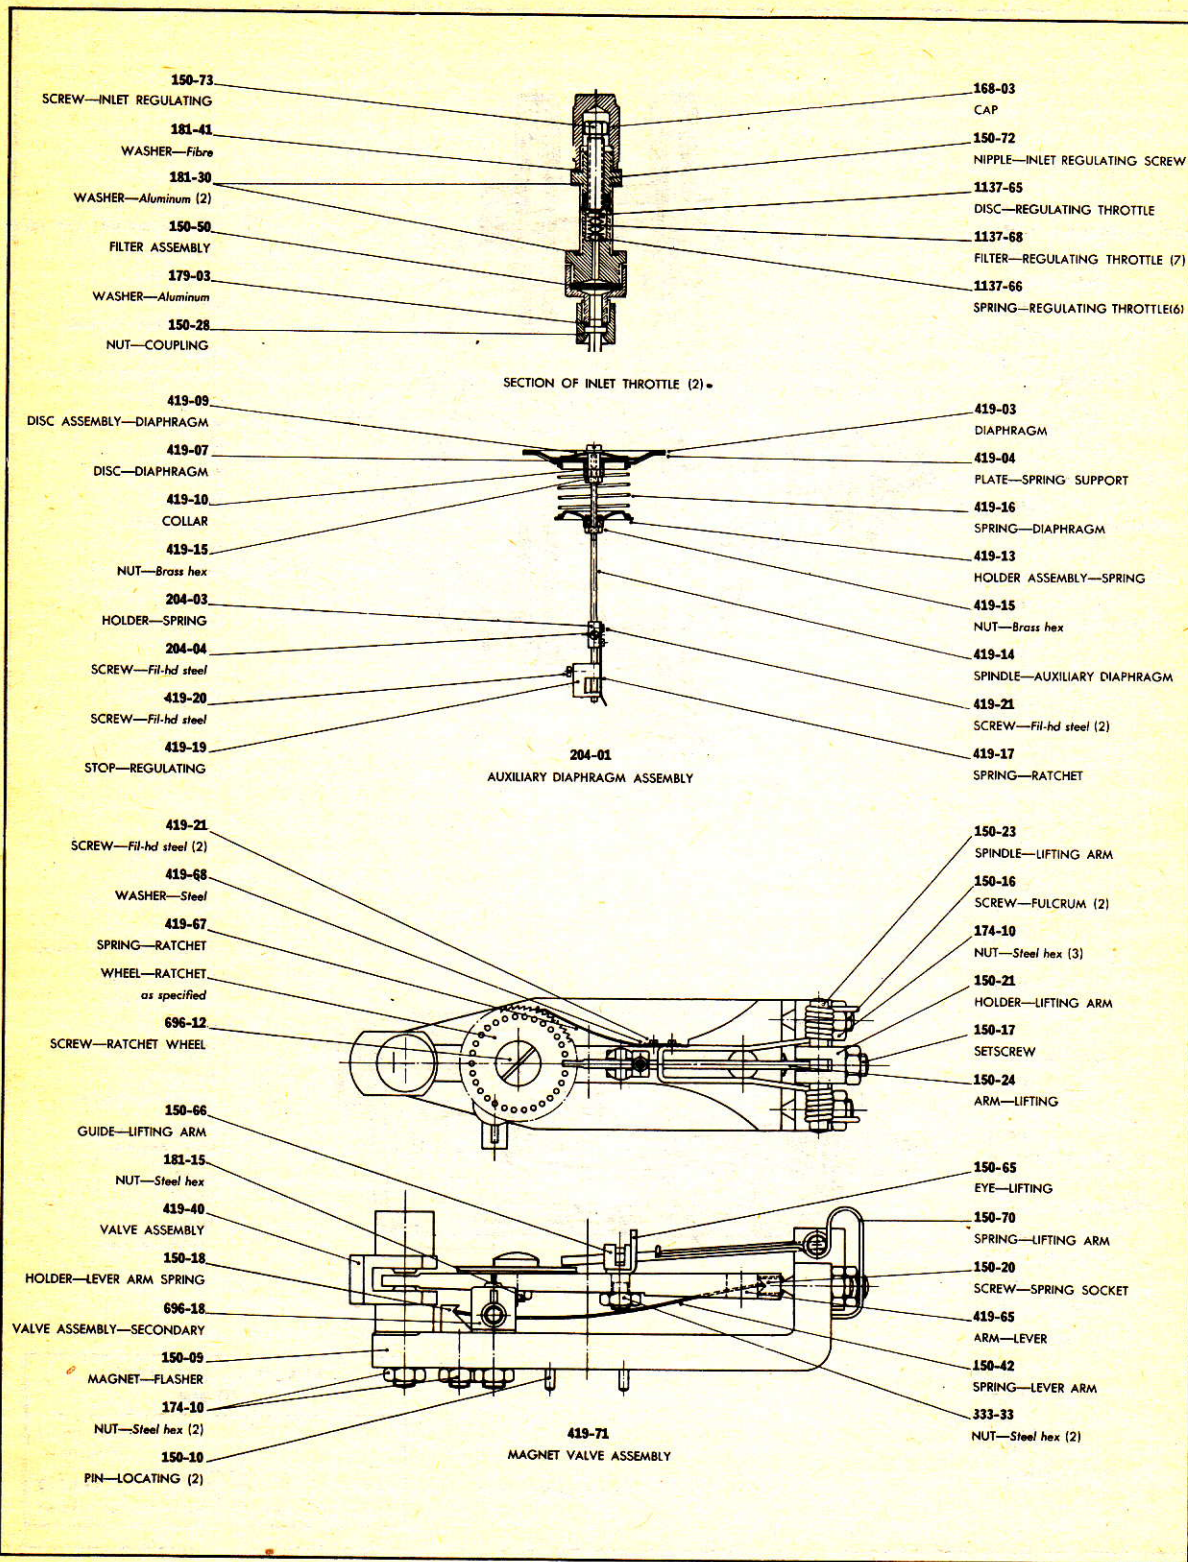 150-73
SCREW—INLET REGULATING
181-41
WASHER—Fibre
181-30
WASHER—Aluminum (2)
150-50
FILTER ASSEMBLY
179-03
WASHER—Aluminum
150-28
NUT—COUPLING
168-03
CAP
150-72
NIPPLE—INLET REGULATING SCREW
1137-65
DISC—REGULATING THROTTLE
1137-68
FILTER—REGULATING THROTTLE (7)
1137-66
SPRING—REGULATING THROTTLE(6)
SECTION OF INLET THROTTLE (2)
419-09
DISC ASSEMBLY—DIAPHRAGM
419-07
DISC—DIAPHRAGM
419-10
COLLAR
419-15
NUT—Brass hex
204-03
HOLDER—SPRING
204-04
SCREW—Fil-hd steel
419-20
SCREW—Fil-hd steel
419-19
STOP—REGULATING
419-03
DIAPHRAGM
419-04
PLATE—SPRING SUPPORT
419-16
SPRING—DIAPHRAGM
419-13
HOLDER ASSEMBLY—SPRING
419-15
NUT—Brass hex
419-14
SPINDLE—AUXILIARY DIAPHRAGM
419-21
SCREW—Fil-hd steel (2)
419-17
SPRING—RATCHET
204-01
AUXILIARY DIAPHRAGM ASSEMBLY
419-21
SCREW—Fil-hd steel (2)
419-68
WASHER—Steel
419-67
SPRING—RATCHET
WHEEL—RATCHET
as specified
696-12
SCREW—RATCHET WHEEL
150-66
GUIDE—LIFTING ARM
181-15
NUT—Steel hex
419-40
VALVE ASSEMBLY
150-18
HOLDER—LEVER ARM SPRING
696-18
VALVE ASSEMBLY—SECONDARY
150-09
MAGNET—FLASHER
174-10
NUT—Steel hex (2)
150-10
PIN—LOCATING (2)
150-23
SPINDLE—LIFTING ARM
150-16
SCREW—FULCRUM (2)
174-10
NUT—Steel hex (3)
150-21
HOLDER—LIFTING ARM
150-17
SETSCREW
150-24
ARM—LIFTING
150-65
EYE—LIFTING
150-70
SPRING—LIFTING ARM
150-20
SCREW—SPRING SOCKET
419-65
ARM—LEVER
150-42
SPRING—LEVER ARM
333-33
NUT—Steel hex (2)
419-71
MAGNET VALVE ASSEMBLY